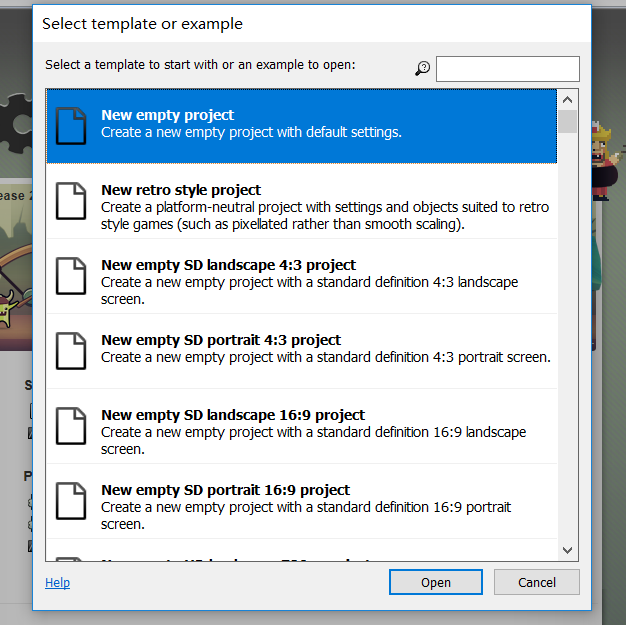 Select template or example
Select a template to start with or an example to open:
New empty project
Create a new empty project with default settings.
ease 2
New retro style project
Create a platform-neutral project with settings and objects suited to retro
style games (such as pixellated rather than smooth scaling).
New empty SD landscape 4:3 project
Create a new empty project with a standard definition 4:3 landscape
screen.
New empty SD portrait 4:3 project
Create a new empty project with a standard definition 4:3 portrait screen.
S
New empty SD landscape 16:9 project
Create a new empty project with a standard definition 16:9 landscape
screen.
P
New empty SD portrait 16:9 project
Create a new empty project with a standard definition 16:9 portrait
screen.
Help
Open
Cancel